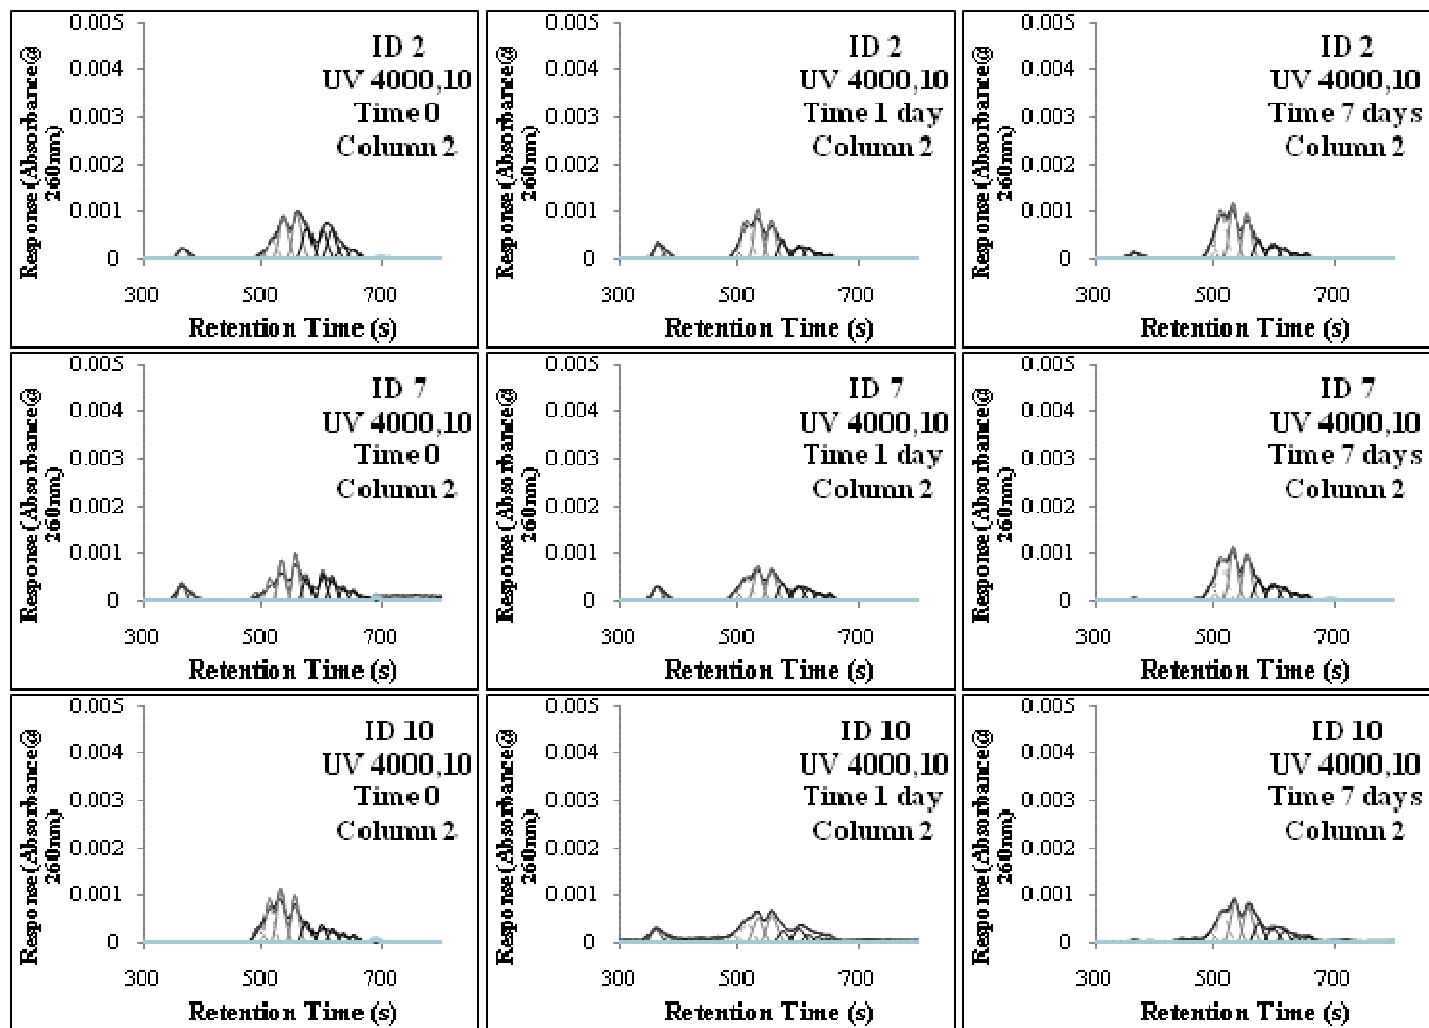 0.005
ID 2
UV 4000,10
Time 0
Column 2
0.004
0.003
0.002
0.001
0
Response (Absorbance@
260nm)
300 500 700
Retention Time (s)
0.005
ID 2
UV 4000,10
Time 1 day
Column 2
0.004
0.003
0.002
0.001
0
Response (Absorbance@
260nm)
300 500 700
Retention Time (s)
0.005
ID 2
UV 4000,10
Time 7 days
Column 2
0.004
0.003
0.002
0.001
0
Response (Absorbance@
260nm)
300 500 700
Retention Time (s)
0.005
ID 7
UV 4000,10
Time 0
Column 2
0.004
0.003
0.002
0.001
0
Response (Absorbance@
260nm)
300 500 700
Retention Time (s)
0.005
ID 7
UV 4000,10
Time 1 day
Column 2
0.004
0.003
0.002
0.001
0
Response (Absorbance@
260nm)
300 500 700
Retention Time (s)
0.005
ID 7
UV 4000,10
Time 7 days
Column 2
0.004
0.003
0.002
0.001
0
Response (Absorbance@
260nm)
300 500 700
Retention Time (s)
0.005
ID 10
UV 4000,10
Time 0
Column 2
0.004
0.003
0.002
0.001
0
Response (Absorbance@
260nm)
300 500 700
Retention Time (s)
0.005
ID 10
UV 4000,10
Time 1 day
Column 2
0.004
0.003
0.002
0.001
0
Response (Absorbance@
260nm)
300 500 700
Retention Time (s)
0.005
ID 10
UV 4000,10
Time 7 days
Column 2
0.004
0.003
0.002
0.001
0
Response (Absorbance@
260nm)
300 500 700
Retention Time (s)